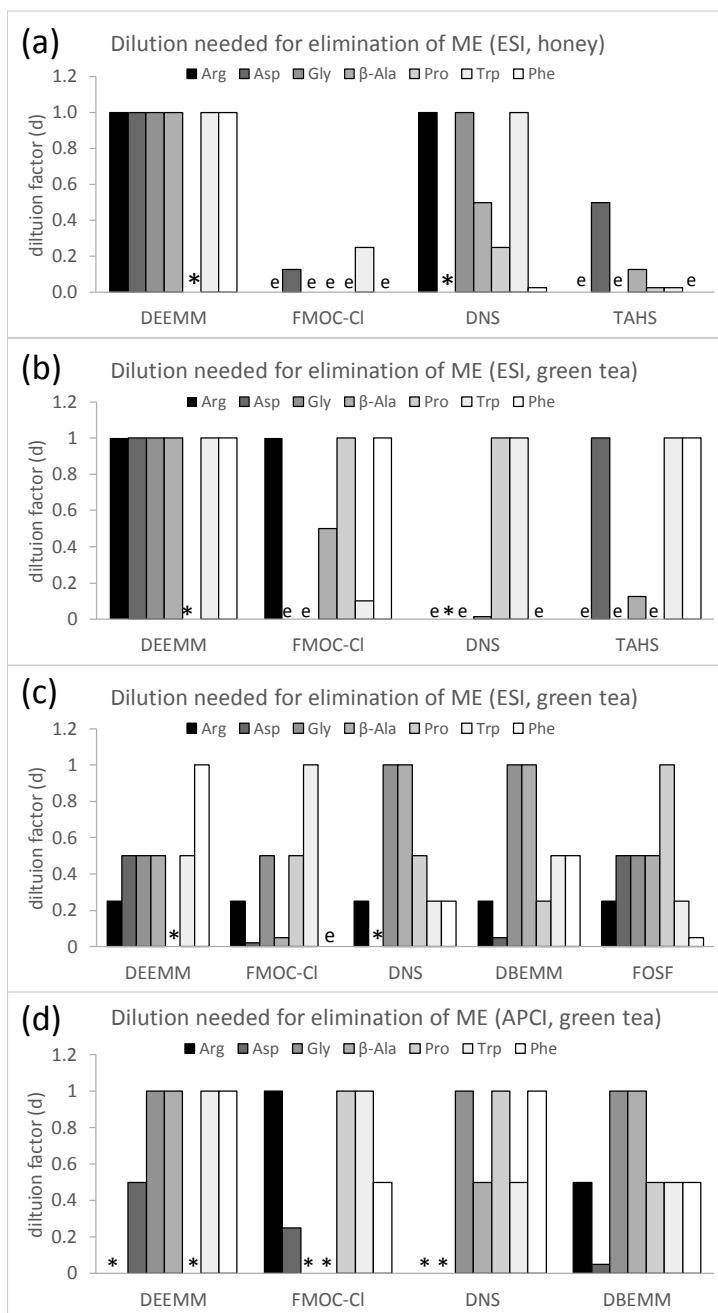 (a) Dilution needed for elimination of ME (ESI, honey)
Arg Asp Gly β-Ala Pro Trp Phe
diltuion factor (d)
1.2
1.0
0.8
0.6
0.4
0.2
0.0
* e e e e e * e e e
DEEMM FMOC-Cl DNS TAHS
(b) Dilution needed for elimination of ME (ESI, green tea)
Arg Asp Gly β-Ala Pro Trp Phe
diltuion factor (d)
1.2
1
0.8
0.6
0.4
0.2
0
* e e e * e e e e e
DEEMM FMOC-Cl DNS TAHS
(c) Dilution needed for elimination of ME (ESI, green tea)
Arg Asp Gly β-Ala Pro Trp Phe
diltuion factor (d)
1.2
1
0.8
0.6
0.4
0.2
0
* e *
DEEMM FMOC-Cl DNS DBEMM FOSF
(d) Dilution needed for elimination of ME (APCI, green tea)
Arg Asp Gly β-Ala Pro Trp Phe
diltuion factor (d)
1.2
1
0.8
0.6
0.4
0.2
0
* * * * * *
DEEMM FMOC-Cl DNS DBEMM